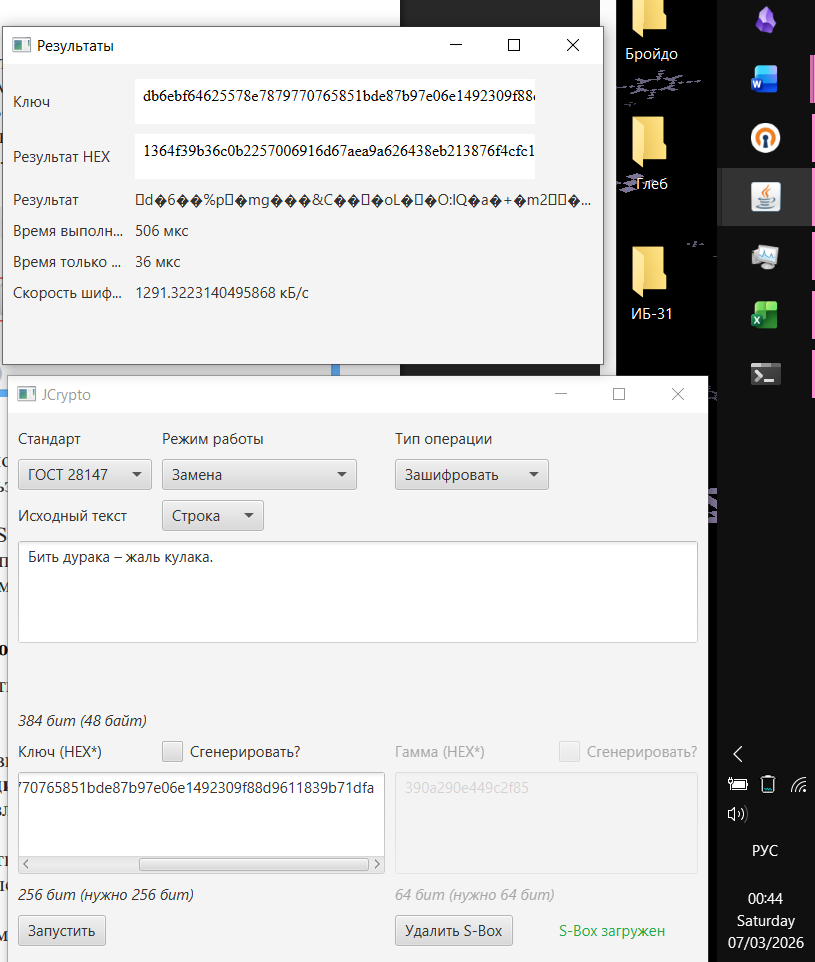 Результаты
Ключ
db6ebf64625578e7879770765851bde87b97e06e1492309f88
Результат HEX
1364f39b36c0b2257006916d67aea9a626438eb213876f4cfc1
Результат
Время выполн... 506 мкс
Время только ... 36 мкс
Скорость шиф... 1291.3223140495868 кБ/с
Бройдо
Глеб
ИБ-31
JCrypto
Стандарт Режим работы Тип операции
ГОСТ 28147 Замена Зашифровать
Исходный текст Строка
Бить дурака – жаль кулака.
384 бит (48 байт)
Ключ (HEX*) Сгенерировать? Гамма (HEX*) Сгенерировать?
770765851bde87b97e06e1492309f88d9611839b71dfa 390a290e449c2f85
256 бит (нужно 256 бит) 64 бит (нужно 64 бит)
Запустить Удалить S-Box S-Box загружен
РУС
00:44
Saturday
07/03/2026